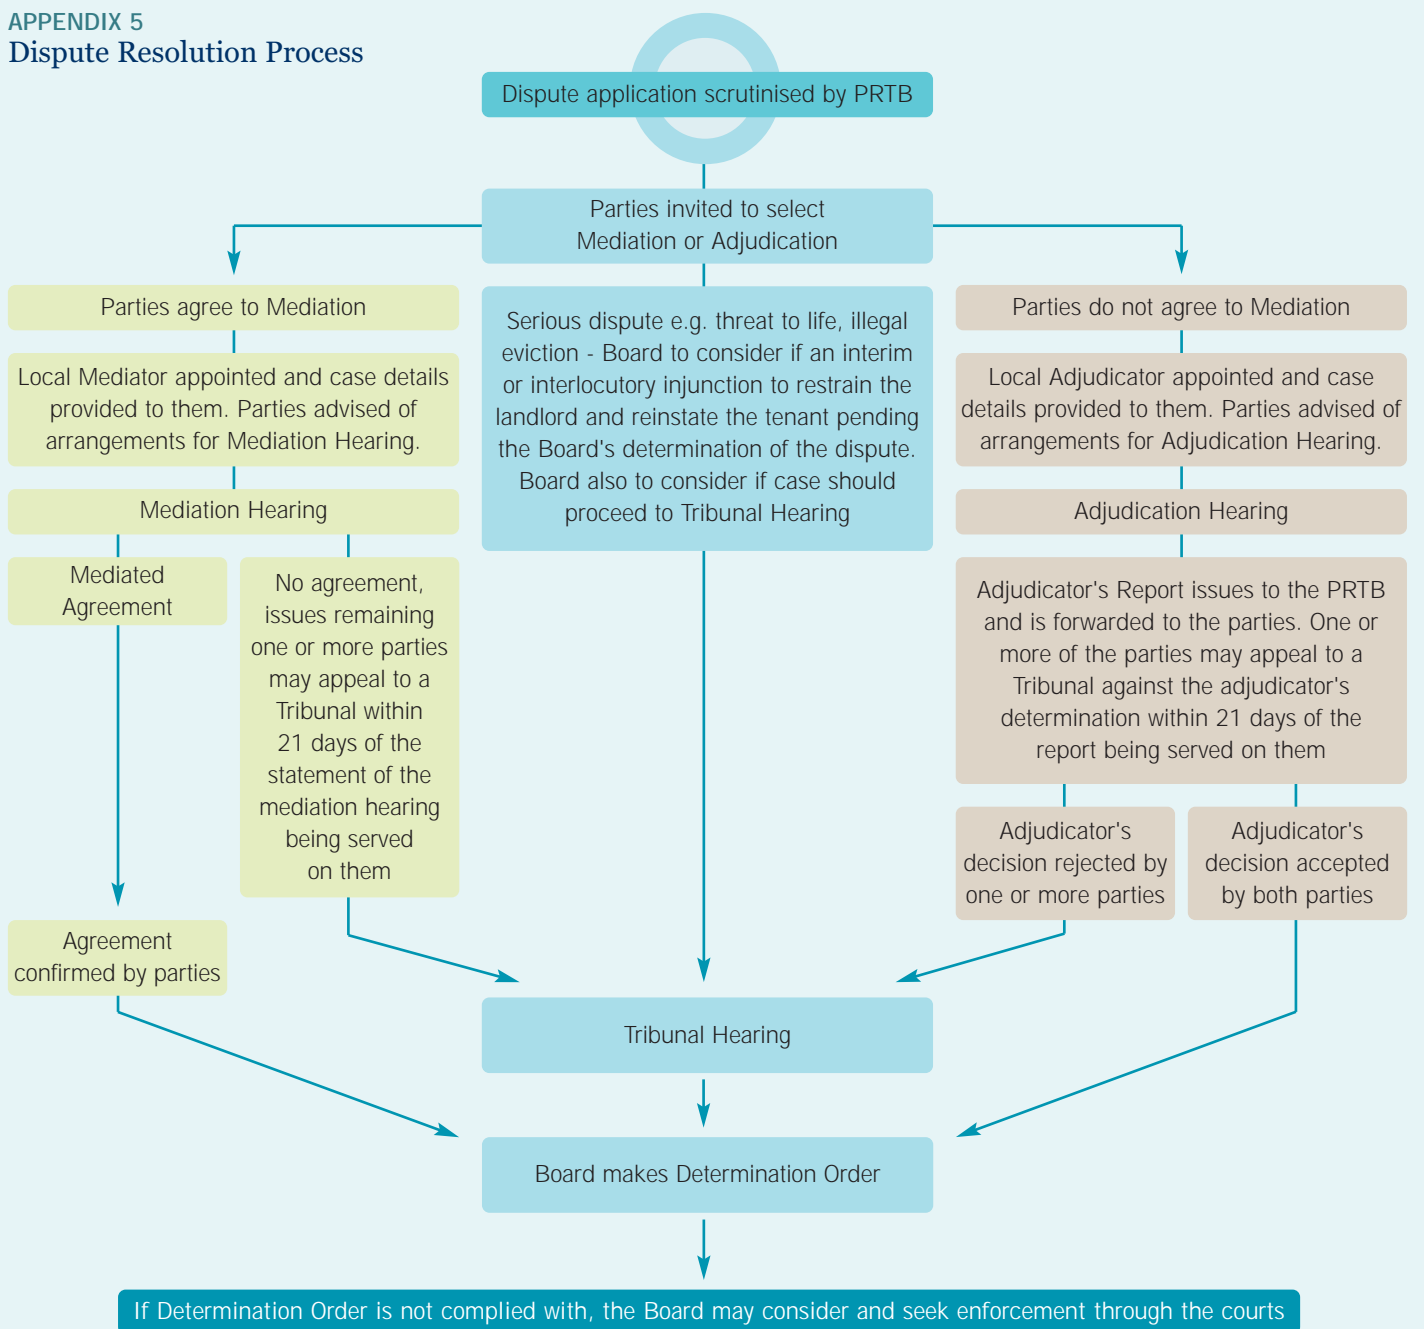 APPENDIX 5
Dispute Resolution Process
Dispute application scrutinised by PRTB
Parties invited to select
Mediation or Adjudication
Parties agree to Mediation
Local Mediator appointed and case details
provided to them. Parties advised of
arrangements for Mediation Hearing.
Mediation Hearing
Mediated
Agreement
No agreement,
issues remaining
one or more parties
may appeal to a
Tribunal within
21 days of the
statement of the
mediation hearing
being served
on them
Agreement
confirmed by parties
Serious dispute e.g. threat to life, illegal
eviction - Board to consider if an interim
or interlocutory injunction to restrain the
landlord and reinstate the tenant pending
the Board's determination of the dispute.
Board also to consider if case should
proceed to Tribunal Hearing
Parties do not agree to Mediation
Local Adjudicator appointed and case
details provided to them. Parties advised of
arrangements for Adjudication Hearing.
Adjudication Hearing
Adjudicator's Report issues to the PRTB
and is forwarded to the parties. One or
more of the parties may appeal to a
Tribunal against the adjudicator's
determination within 21 days of the
report being served on them
Adjudicator's
decision rejected by
one or more parties
Adjudicator's
decision accepted
by both parties
Tribunal Hearing
Board makes Determination Order
If Determination Order is not complied with, the Board may consider and seek enforcement through the courts